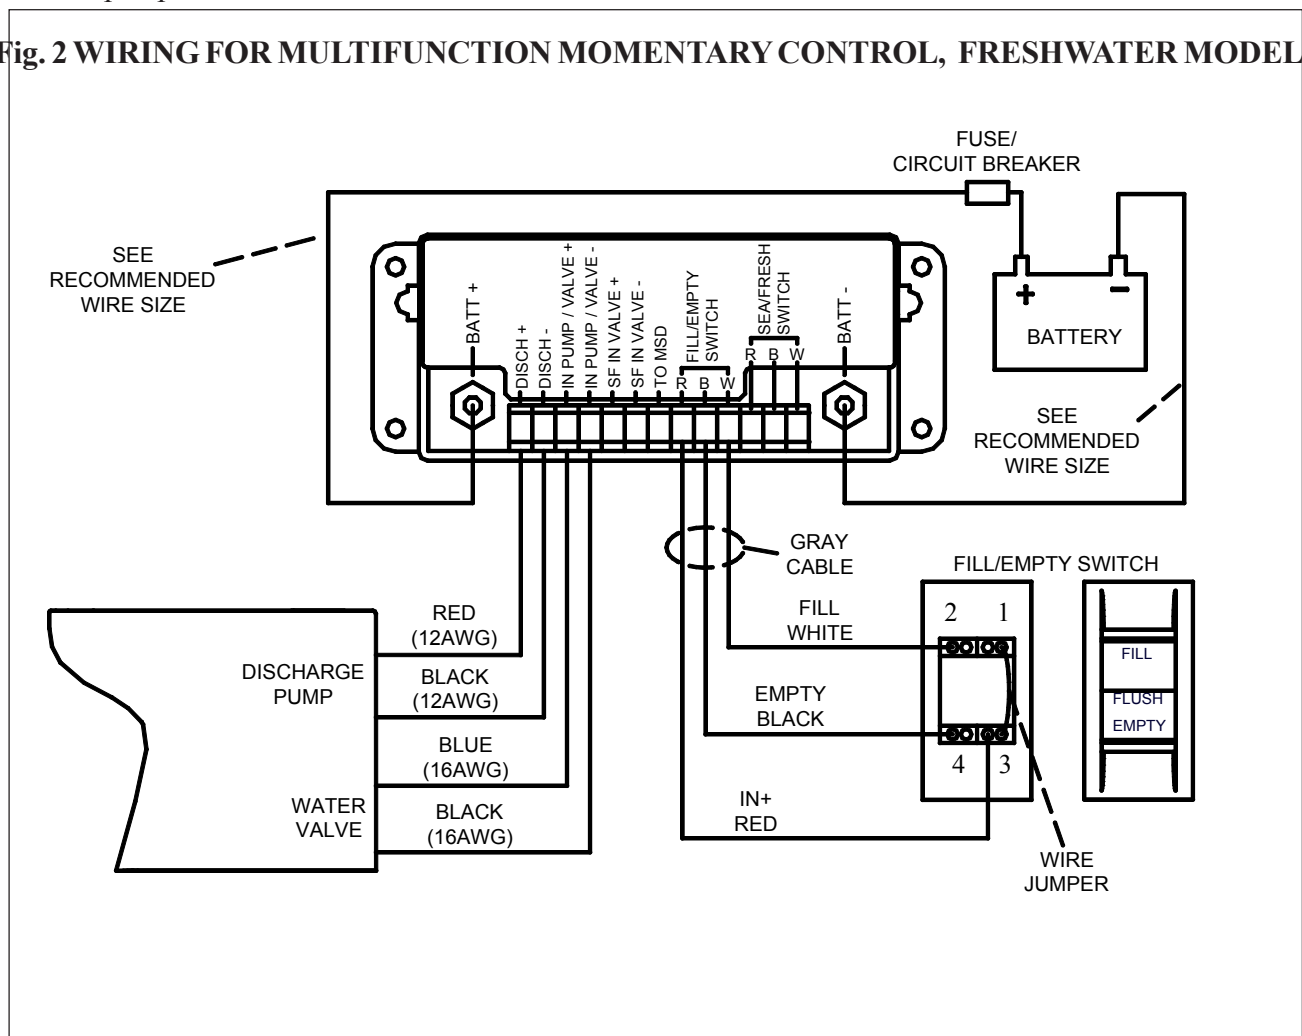 Fig. 2 WIRING FOR MULTIFUNCTION MOMENTARY CONTROL, FRESHWATER MODEL
FUSE/
CIRCUIT BREAKER
SEE
RECOMMENDED
WIRE SIZE
BATT +
DISCH +
DISCH -
IN PUMP / VALVE +
IN PUMP / VALVE -
SF IN VALVE +
SF IN VALVE -
TO MSD
FILL/EMPTY
SWITCH
R B W
SEA/FRESH
SWITCH
R B W
BATT -
+ −
BATTERY
SEE
RECOMMENDED
WIRE SIZE
GRAY
CABLE
FILL/EMPTY SWITCH
RED
(12AWG)
DISCHARGE
PUMP
BLACK
(12AWG)
BLUE
(16AWG)
WATER
VALVE
BLACK
(16AWG)
FILL
WHITE
EMPTY
BLACK
IN+
RED
2 1
4 3
FILL
FLUSH
EMPTY
WIRE
JUMPER